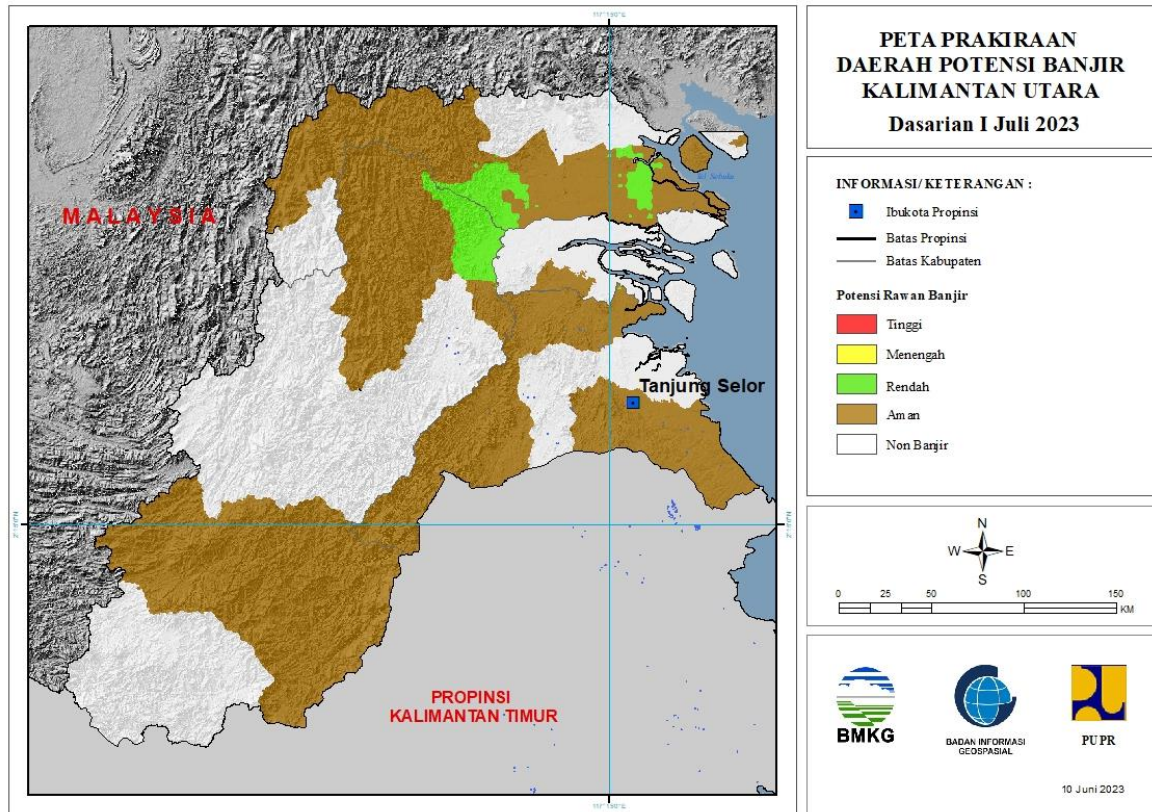 PETA PRAKIRAAN
DAERAH POTENSI BANJIR
KALIMANTAN UTARA
Dasarian I Juli 2023
INFORMASI/ KETERANGAN :
Ibukota Propinsi
Batas Propinsi
Batas Kabupaten
Potensi Rawan Banjir
Tinggi
Menengah
Rendah
Aman
Non Banjir
N
W E
S
0 25 50 100 150
KM
BMKG
BADAN INFORMASI
GEOSPASIAL
PUPR
10 Juni 2023
MALAYSIA
Tanjung Selor
PROPINSI
KALIMANTAN TIMUR